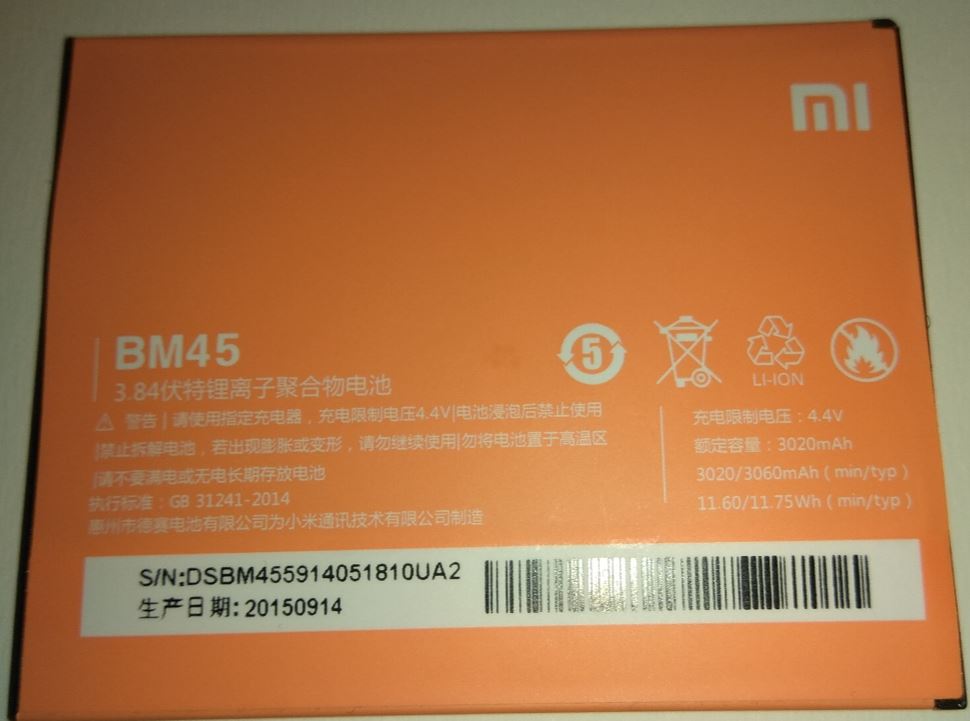 mi
BM45
3.84伏特锂离子聚合物电池
5
LI-ION
警告|请使用指定充电器，充电限制电压4.4V|电池浸泡后禁止使用
|禁止拆解电池，若出现膨胀或变形，请勿继续使用|勿将电池置于高温区
|请不要满电或无电长期存放电池
执行标准：GB 31241-2014
惠州市德赛电池有限公司为小米通讯技术有限公司制造
充电限制电压：4.4V
额定容量：3020mAh
3020/3060mAh（min/typ）
11.60/11.75Wh（min/typ）
S/N:DSBM455914051810UA2
生产日期:20150914